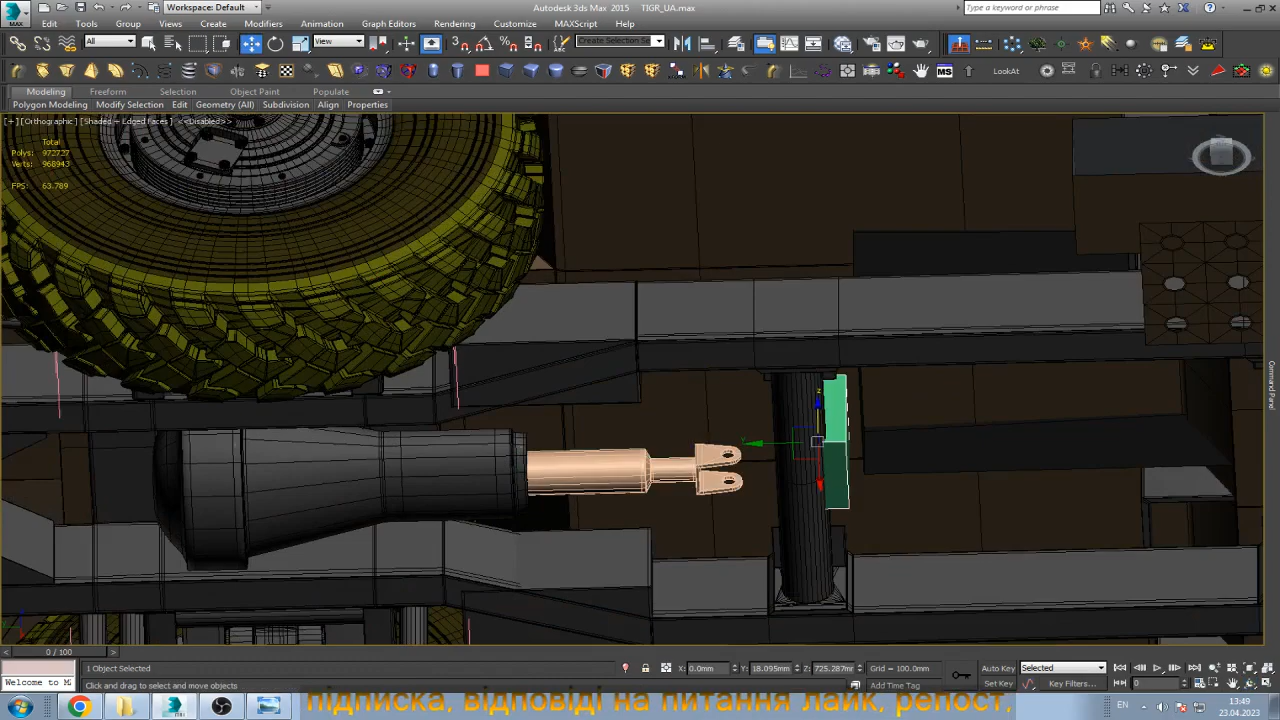 Workspace: Default
Autodesk 3ds Max 2015 TIGR_UA.max
Type a keyword or phrase
MAX
Edit Tools Group Views Create Modifiers Animation Graph Editors Rendering Customize MAXScript Help
All
View
Create Selection Se
MS
LookAt
Modeling Freeform Selection Object Paint Populate
Polygon Modeling Modify Selection Edit Geometry (All) Subdivision Align Properties
[+] [Orthographic] [Shaded + Edged Faces] <<Disabled>>
Total
Polys: 972727
Verts: 968943
FPS: 63.789
z
Y
Command Panel
0 / 100
1 Object Selected
X: 0.0mm Y: 18.095mm Z: 725.287mm Grid = 100.0mm
Auto Key Selected
Welcome to M
Click and drag to select and move objects
Add Time Tag
Set Key Key Filters... 0
підписка, відповіді на питання лайк, репост,
EN
13:49
23.04.2023